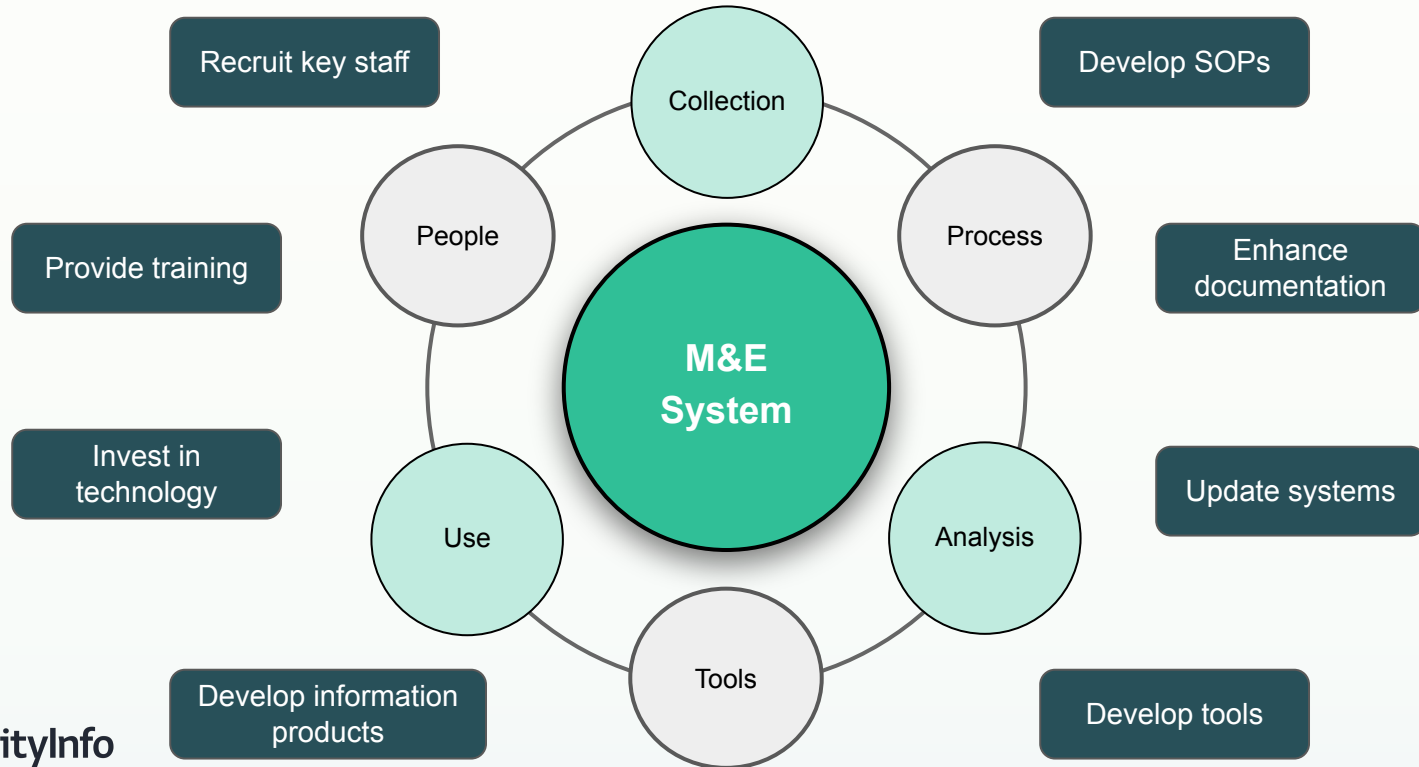 Recruit key staff
Collection
Develop SOPs
People
Process
Provide training
Enhance
documentation
M&E
System
Invest in
technology
Update systems
Use
Analysis
Tools
Develop information
products
Develop tools
ityInfo